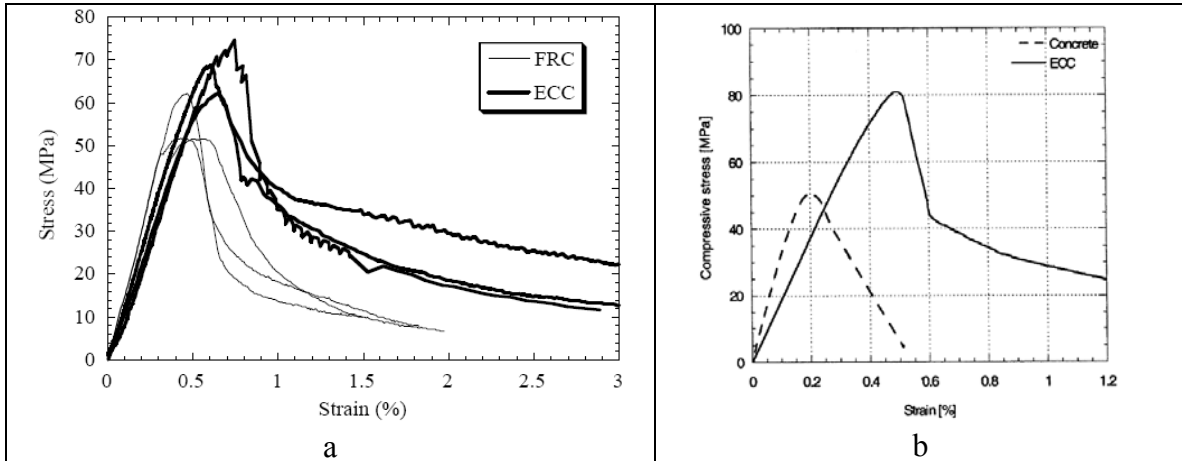 80
70
60
50
40
30
20
10
0
Stress (MPa)
FRC
ECC
0 0.5 1 1.5 2 2.5 3
Strain (%)
a
100
80
60
40
20
0
Compressive stress [MPa]
Concrete
ECC
0 0.2 0.4 0.6 0.8 1 1.2
Strain[%]
b